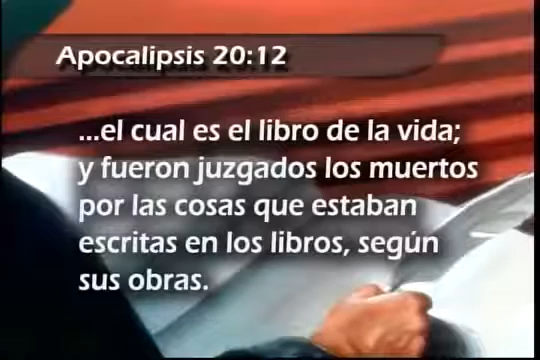 Apocalipsis 20:12
...el cual es el libro de la vida;
y fueron juzgados los muertos
por las cosas que estaban
escritas en los libros, según
sus obras.